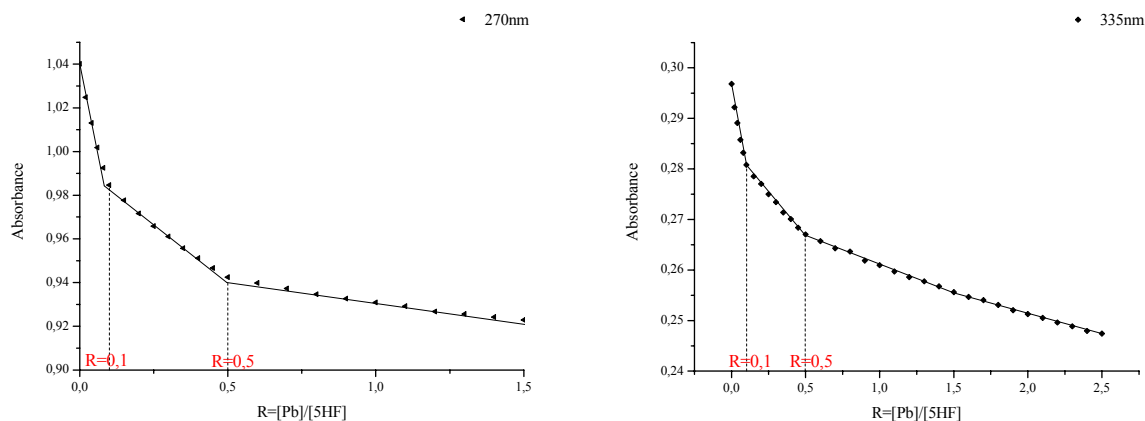 270nm
1,04
1,02
1,00
0,98
0,96
0,94
0,92
0,90
Absorbance
0,0
0,5
1,0
1,5
R=0,1
R=0,5
R=[Pb]/[5HF]
335nm
0,30
0,29
0,28
0,27
0,26
0,25
0,24
Absorbance
0,0
0,5
1,0
1,5
2,0
2,5
R=0,1
R=0,5
R=[Pb]/[5HF]